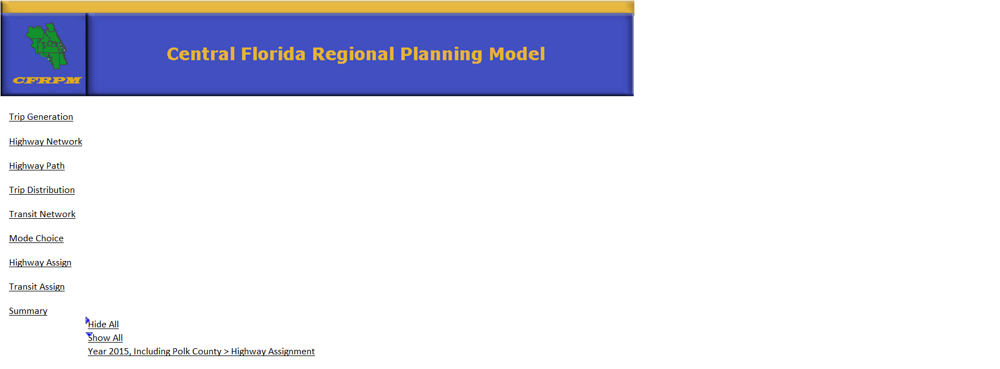 Central Florida Regional Planning Model
CFRPM
Trip Generation
Highway Network
Highway Path
Trip Distribution
Transit Network
Mode Choice
Highway Assign
Transit Assign
Summary
Hide All
Show All
Year 2015, Including Polk County > Highway Assignment